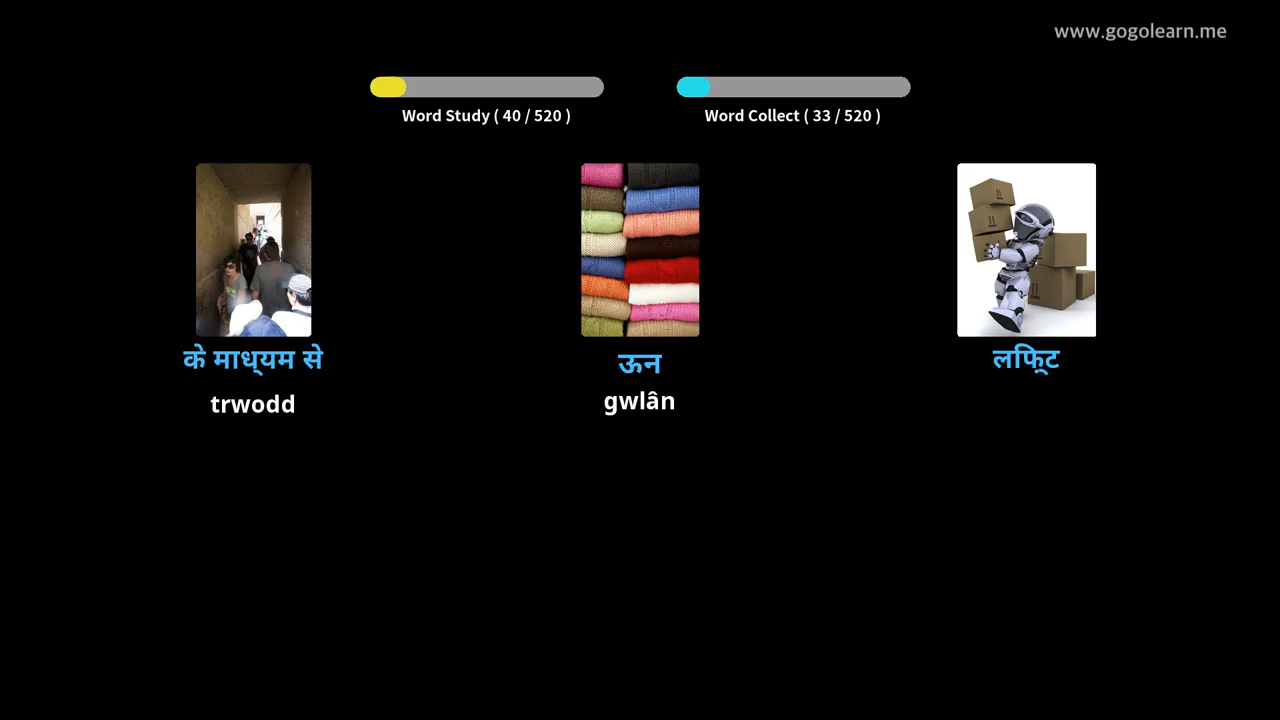 www.gogolearn.me
Word Study ( 40 / 520 )
Word Collect ( 33 / 520 )
के माध्यम से
ऊन
लफ़्टि
trwodd
gwlân